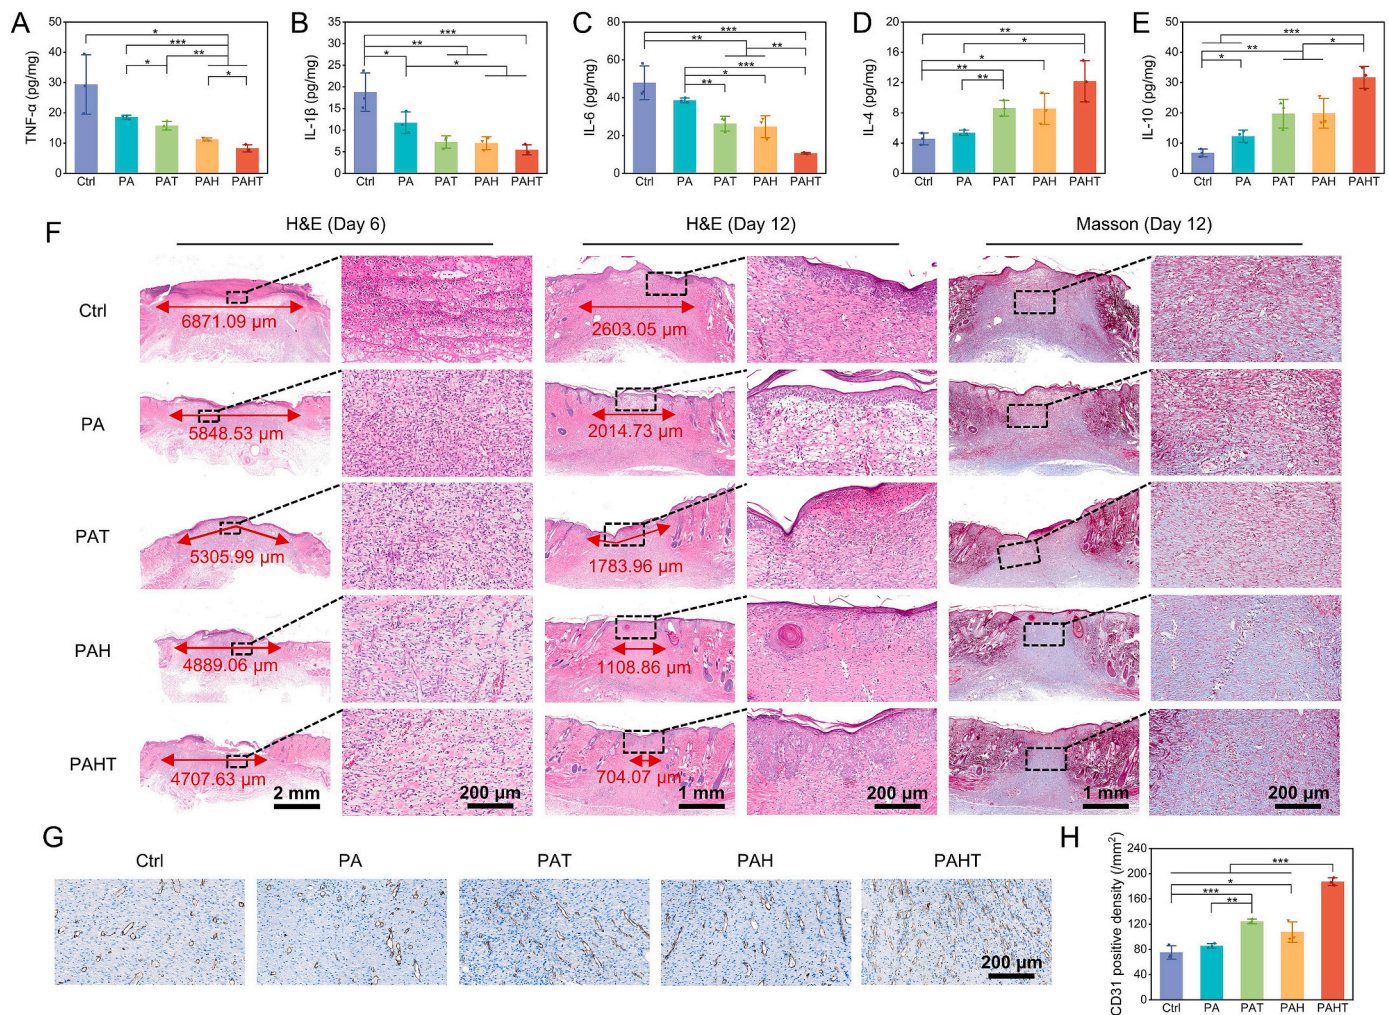 A
TNF-α (pg/mg)
50
40
30
20
10
0
*
***
**
*
*
Ctrl PA PAT PAH PAHT
B
IL-1β (pg/mg)
35
30
25
20
15
10
5
0
***
**
*
*
Ctrl PA PAT PAH PAHT
C
IL-6 (pg/mg)
80
60
40
20
0
***
**
**
***
*
**
Ctrl PA PAT PAH PAHT
D
IL-4 (pg/mg)
20
16
12
8
4
0
**
*
*
**
**
Ctrl PA PAT PAH PAHT
E
IL-10 (pg/mg)
50
40
30
20
10
0
***
*
**
*
Ctrl PA PAT PAH PAHT
F
H&E (Day 6) H&E (Day 12) Masson (Day 12)
Ctrl
6871.09 µm
2603.05 µm
PA
5848.53 µm
2014.73 µm
PAT
5305.99 µm
1783.96 µm
PAH
4889.06 µm
1108.86 µm
PAHT
4707.63 µm
704.07 µm
2 mm 200 µm 1 mm 200 µm 1 mm 200 µm
G
Ctrl PA PAT PAH PAHT
200 µm
H
CD31 positive density (/mm²)
240
200
160
120
80
40
0
***
*
***
**
Ctrl PA PAT PAH PAHT